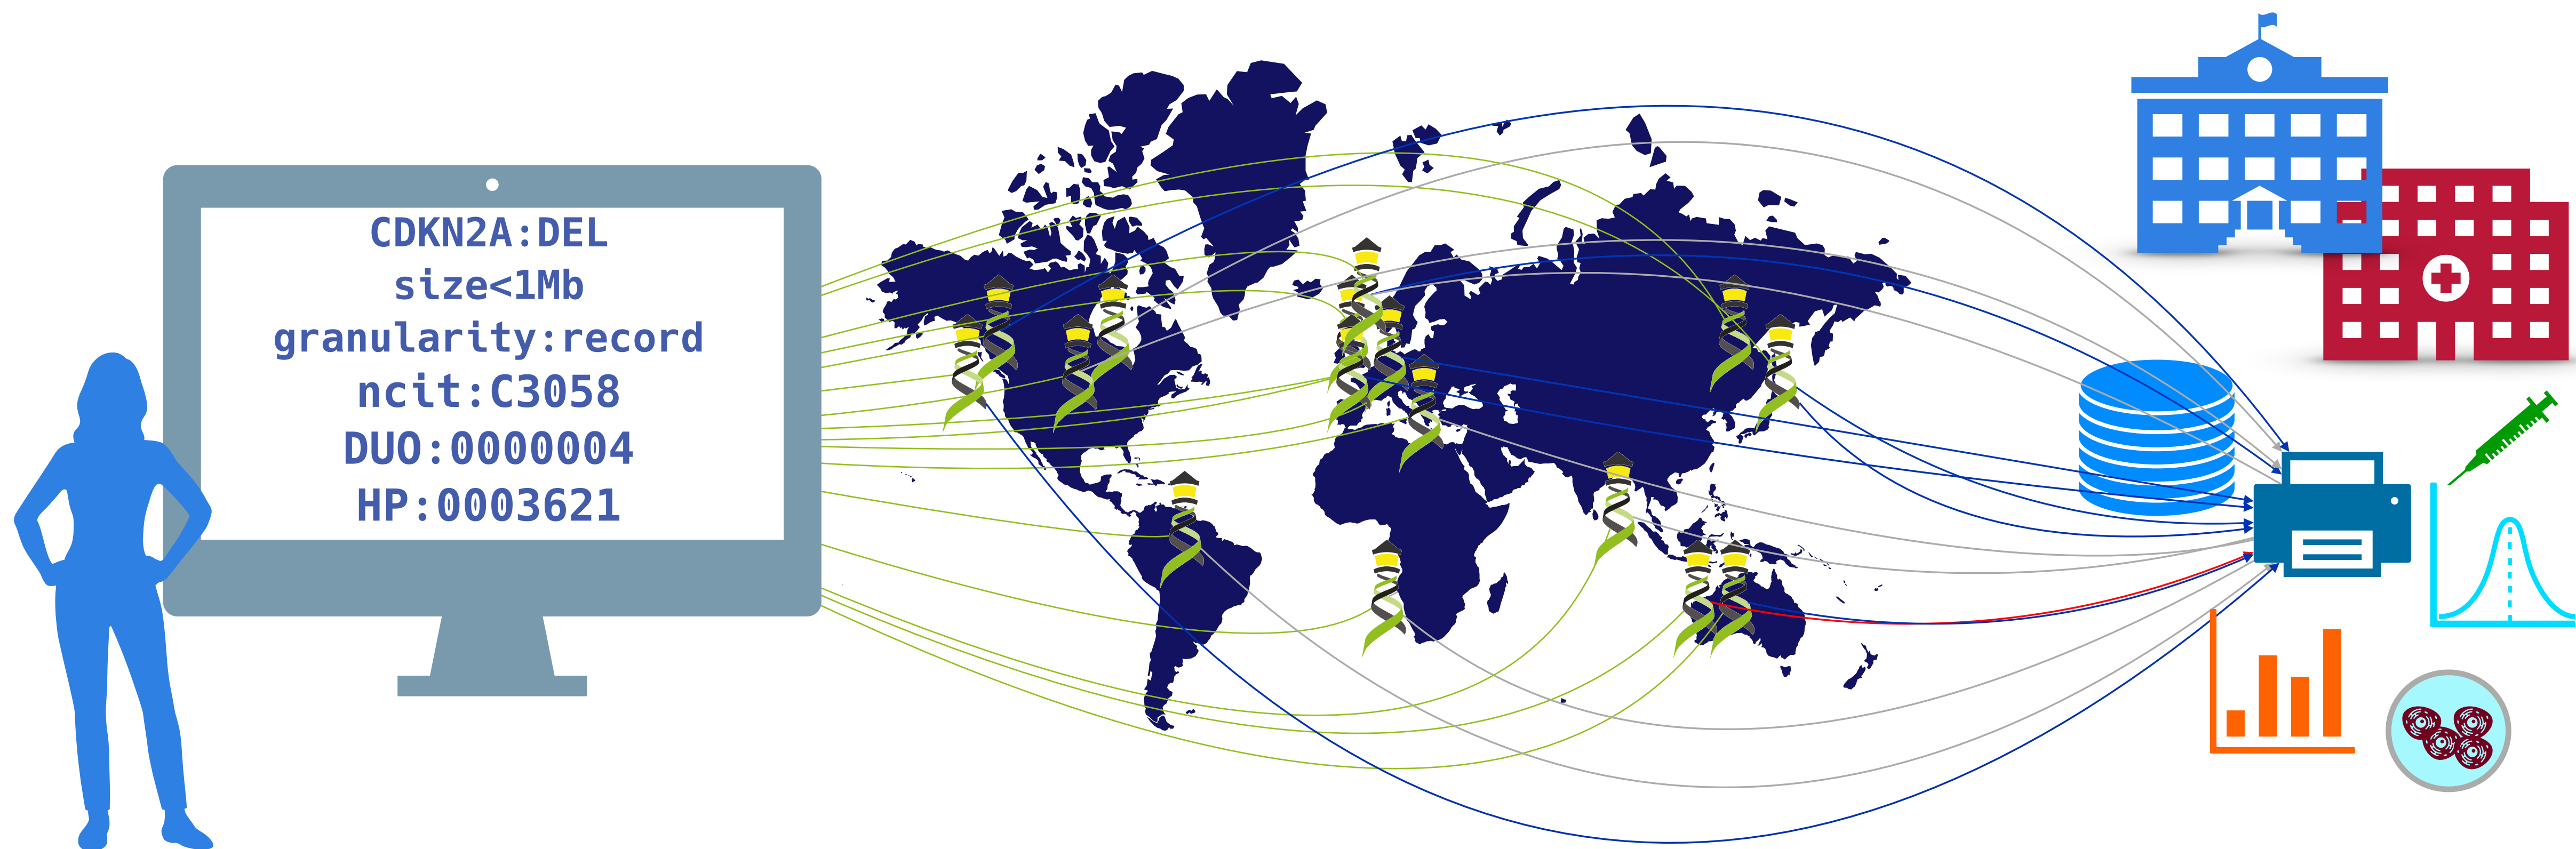 CDKN2A:DEL
size<1Mb
granularity:record
ncit:C3058
DUO:0000004
HP:0003621